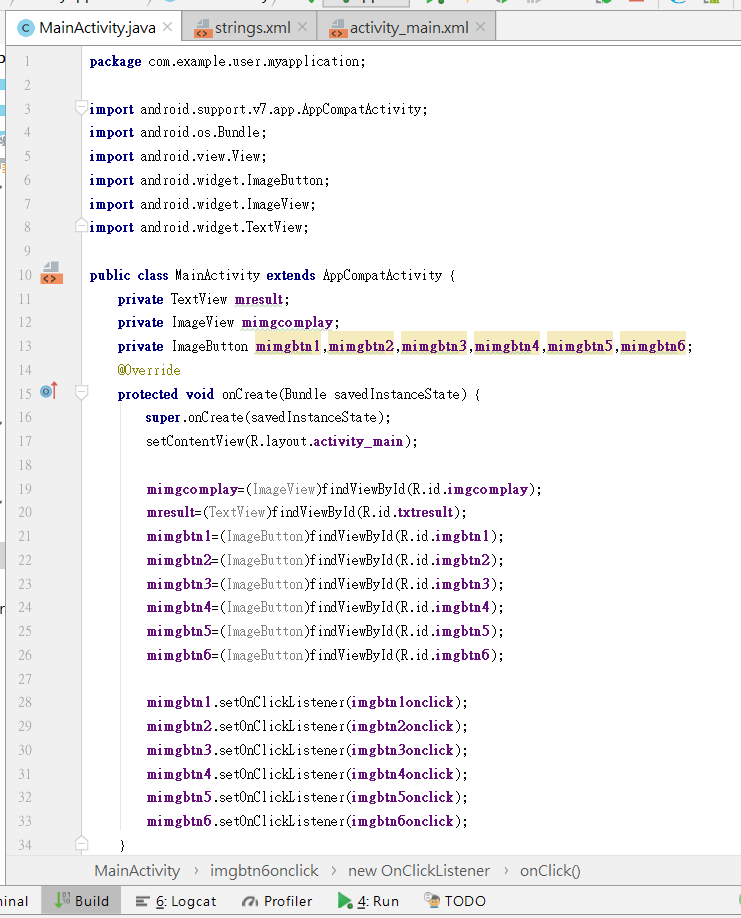 MainActivity.java
strings.xml
activity_main.xml
1 package com.example.user.myapplication;
2
3 import android.support.v7.app.AppCompatActivity;
4 import android.os.Bundle;
5 import android.view.View;
6 import android.widget.ImageButton;
7 import android.widget.ImageView;
8 import android.widget.TextView;
9
10 public class MainActivity extends AppCompatActivity {
11 private TextView mresult;
12 private ImageView mimgcomplay;
13 private ImageButton mimgbtn1,mimgbtn2,mimgbtn3,mimgbtn4,mimgbtn5,mimgbtn6;
14 @Override
15 protected void onCreate(Bundle savedInstanceState) {
16 super.onCreate(savedInstanceState);
17 setContentView(R.layout.activity_main);
18
19 mimgcomplay=(ImageView)findViewById(R.id.imgcomplay);
20 mresult=(TextView)findViewById(R.id.txtresult);
21 mimgbtn1=(ImageButton)findViewById(R.id.imgbtn1);
22 mimgbtn2=(ImageButton)findViewById(R.id.imgbtn2);
23 mimgbtn3=(ImageButton)findViewById(R.id.imgbtn3);
24 mimgbtn4=(ImageButton)findViewById(R.id.imgbtn4);
25 mimgbtn5=(ImageButton)findViewById(R.id.imgbtn5);
26 mimgbtn6=(ImageButton)findViewById(R.id.imgbtn6);
27
28 mimgbtn1.setOnClickListener(imgbtn1onclick);
29 mimgbtn2.setOnClickListener(imgbtn2onclick);
30 mimgbtn3.setOnClickListener(imgbtn3onclick);
31 mimgbtn4.setOnClickListener(imgbtn4onclick);
32 mimgbtn5.setOnClickListener(imgbtn5onclick);
33 mimgbtn6.setOnClickListener(imgbtn6onclick);
34 }
MainActivity › imgbtn6onclick › new OnClickListener › onClick()
inal Build 6: Logcat Profiler 4: Run TODO